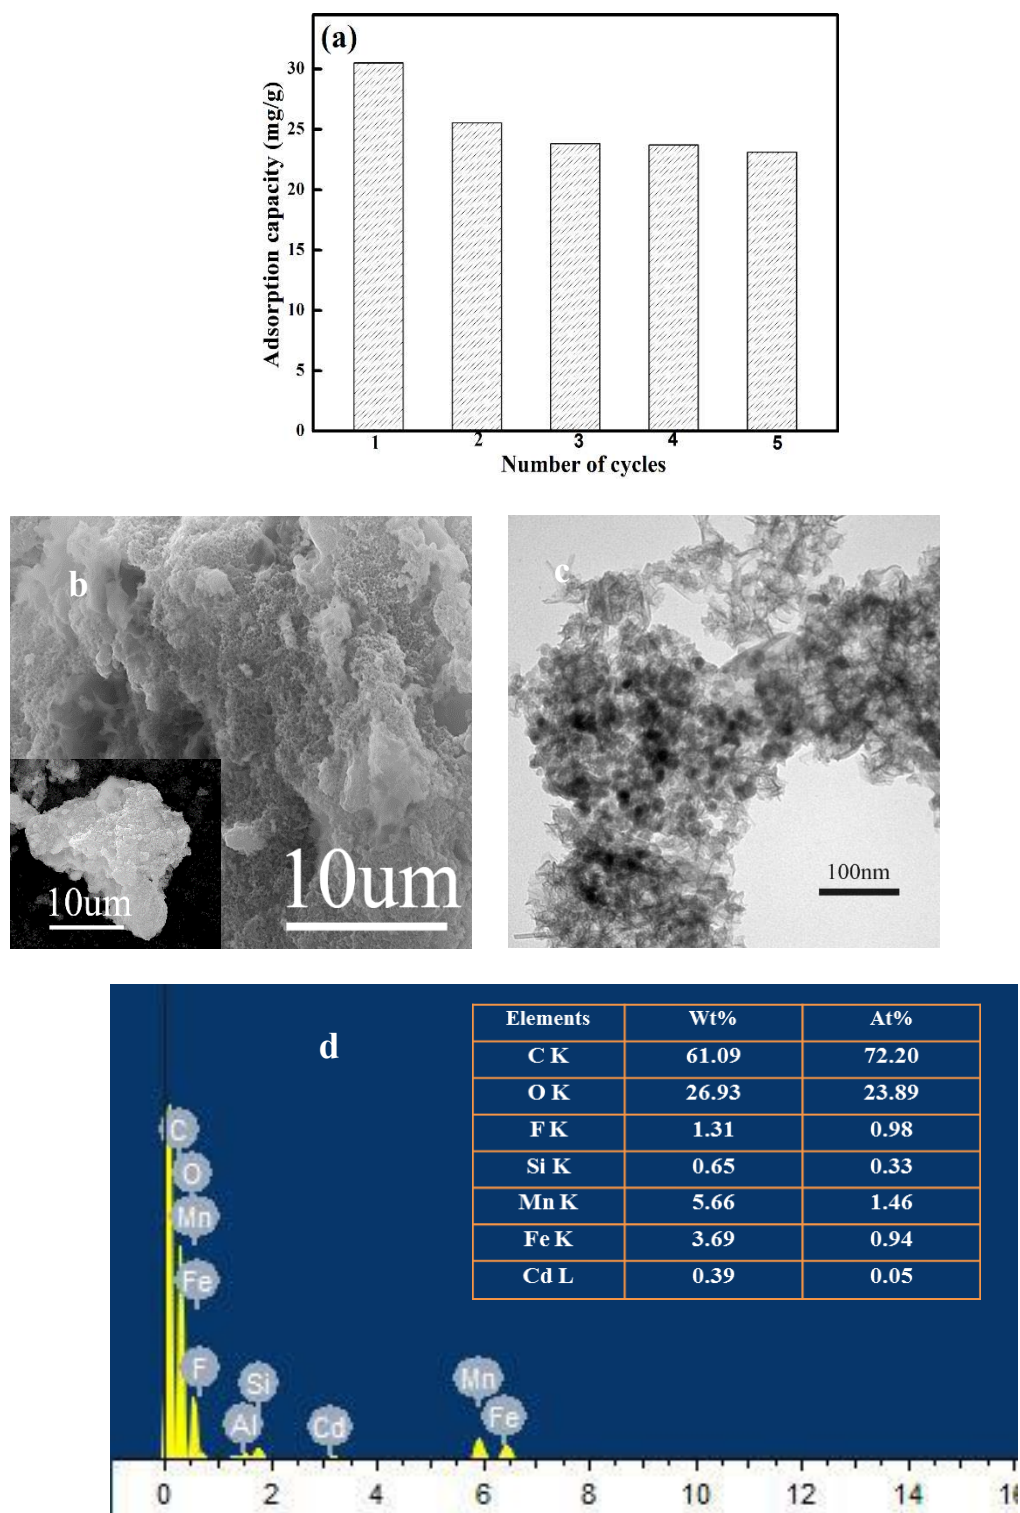 (a)
30
25
20
15
10
5
0
Adsorption capacity (mg/g)
1 2 3 4 5
Number of cycles
b
10um
10um
c
100nm
d
Elements Wt% At%
C K 61.09 72.20
O K 26.93 23.89
F K 1.31 0.98
Si K 0.65 0.33
Mn K 5.66 1.46
Fe K 3.69 0.94
Cd L 0.39 0.05
C
O
Mn
Fe
F
Si
Al
Cd
Mn
Fe
0 2 4 6 8 10 12 14 16